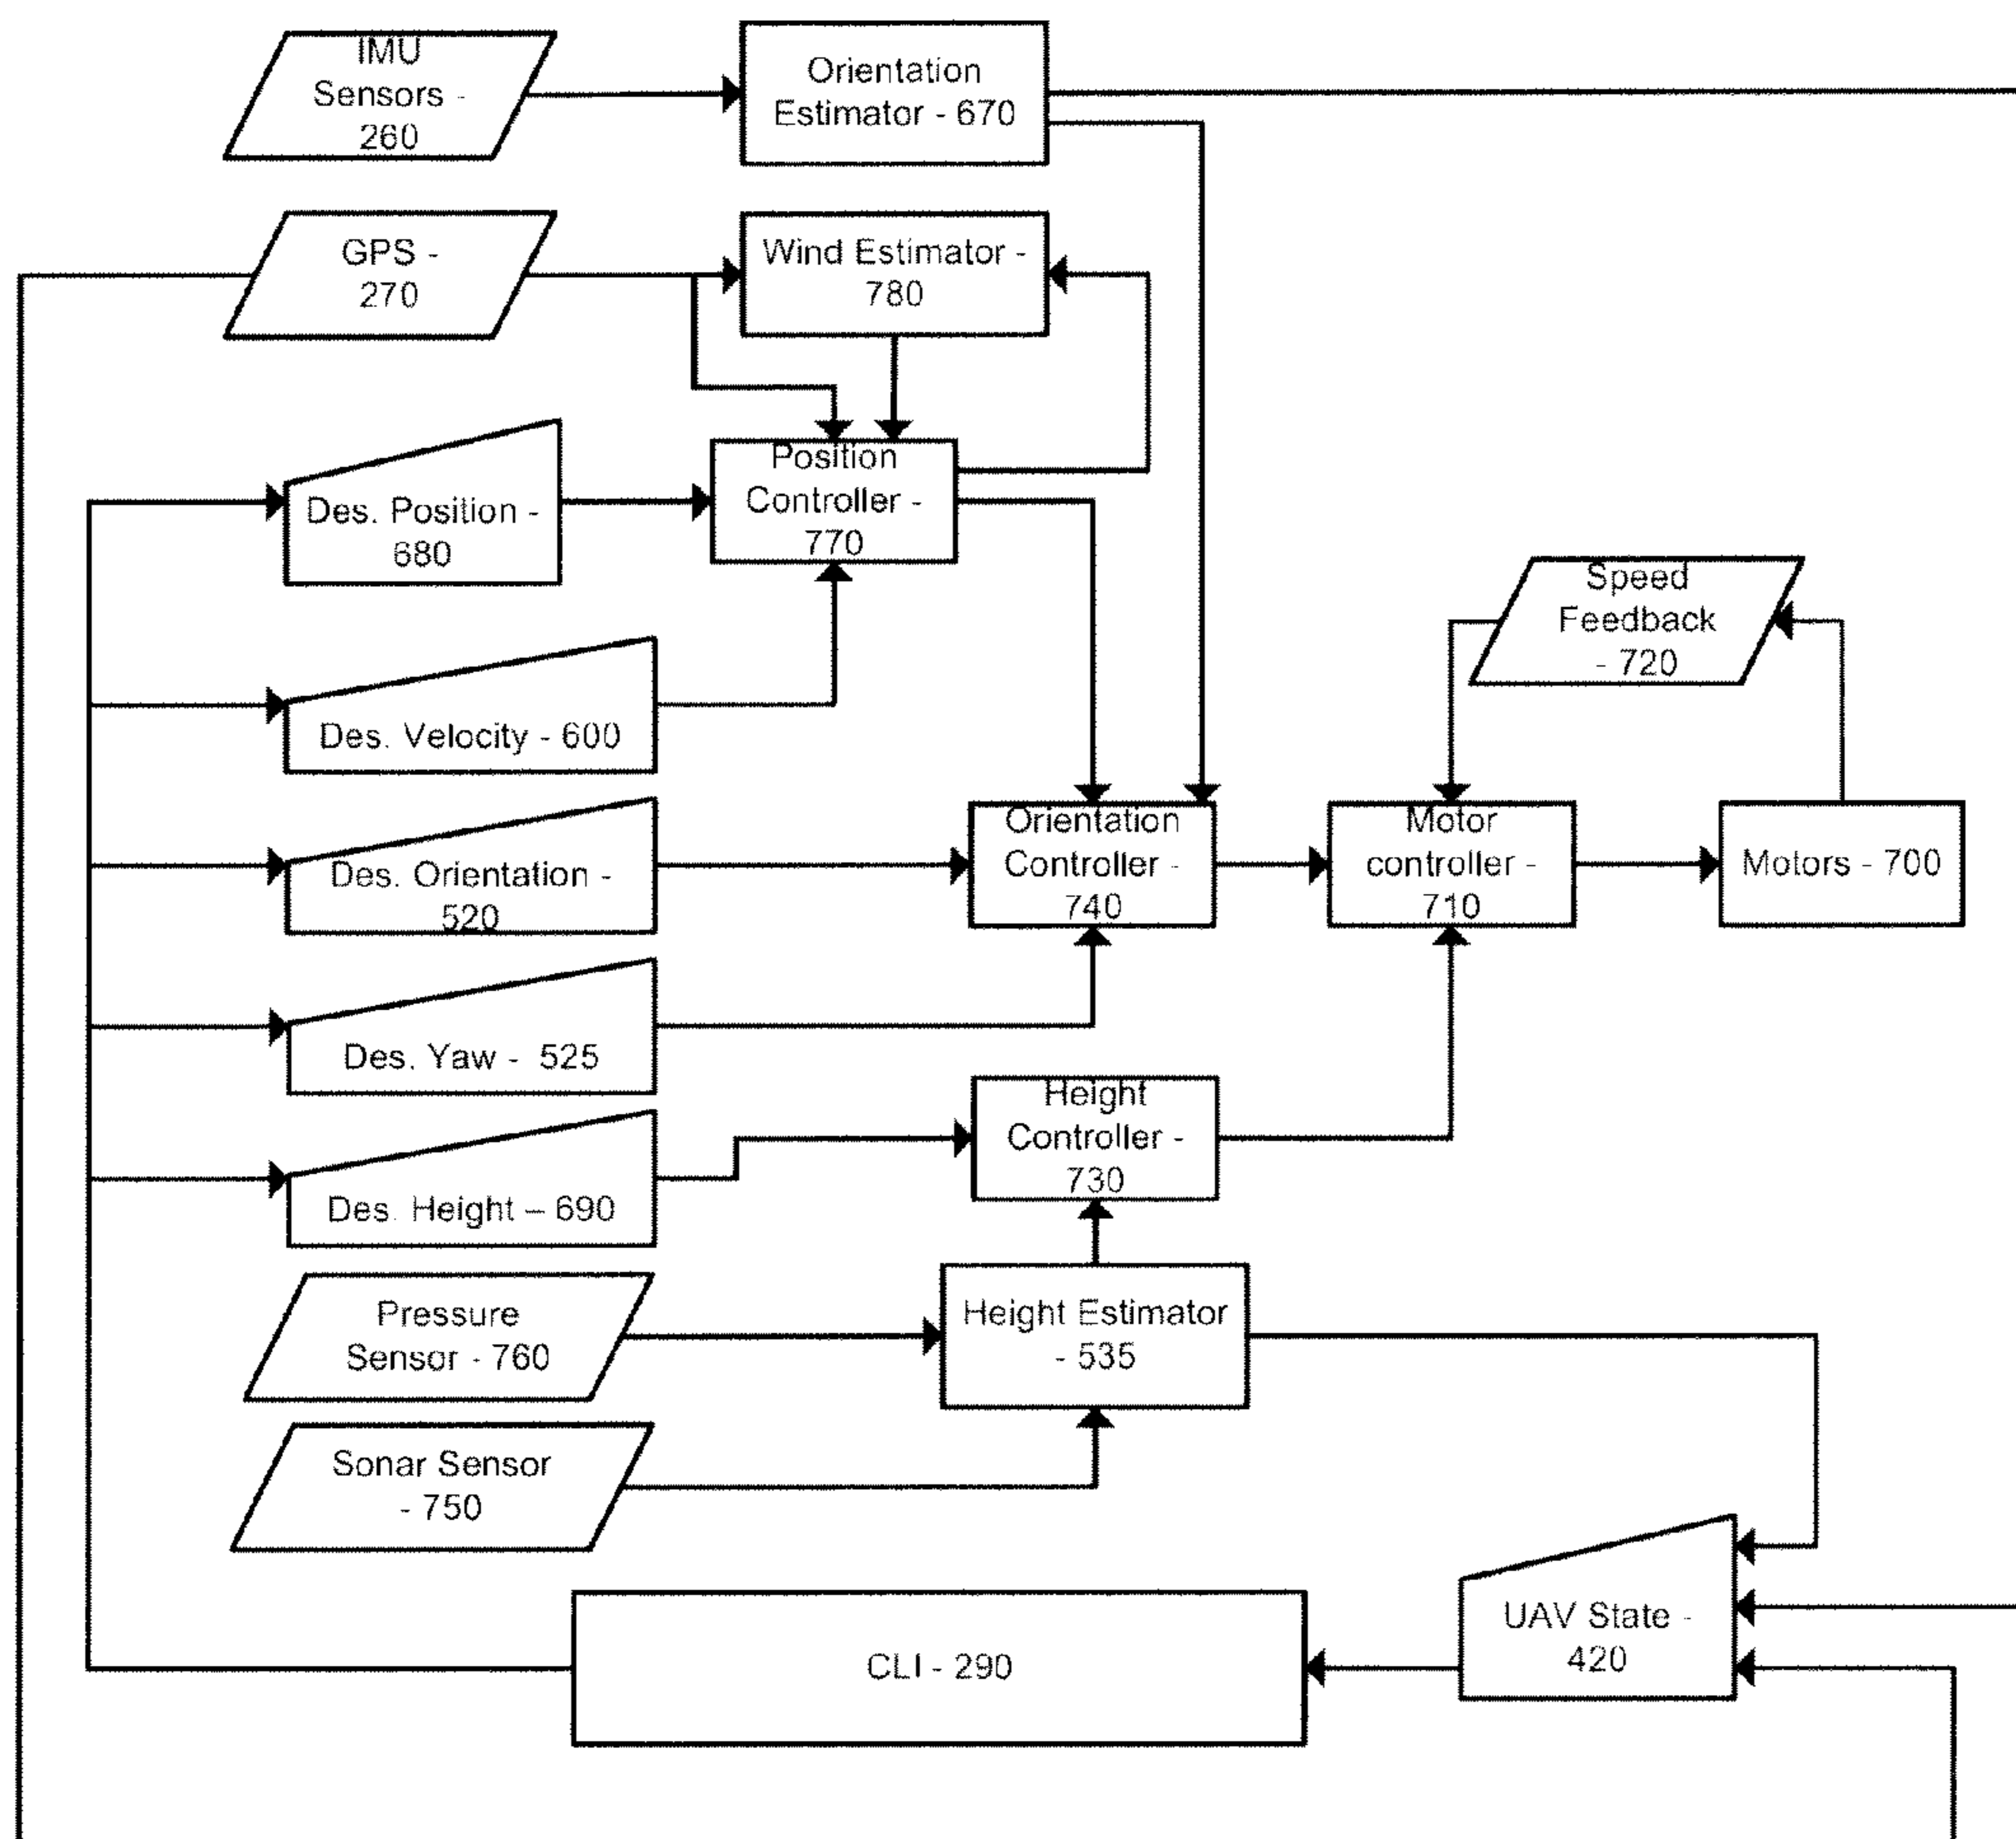 IMU
Sensors -
260
Orientation
Estimator - 670
GPS -
270
Wind Estimator -
780
Des. Position -
680
Position
Controller -
770
Speed
Feedback
- 720
Des. Velocity - 600
Des. Orientation -
520
Orientation
Controller -
740
Motor
controller -
710
Motors - 700
Des. Yaw - 525
Height
Controller -
730
Des. Height – 690
Pressure
Sensor - 760
Height Estimator
- 535
Sonar Sensor
- 750
UAV State -
420
CLI - 290